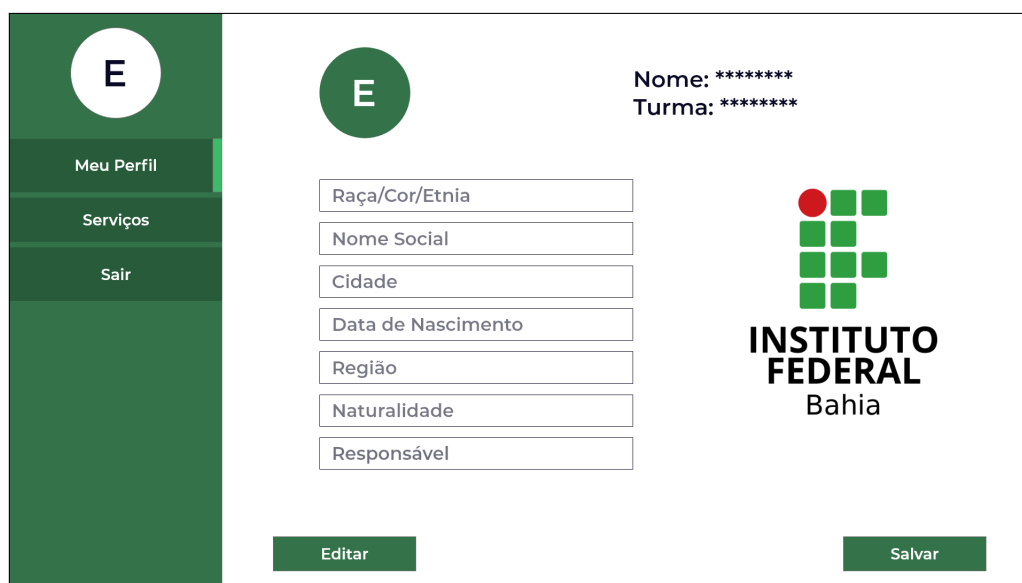 E
Meu Perfil
Serviços
Sair
E
Nome: ********
Turma: ********
Raça/Cor/Etnia
Nome Social
Cidade
Data de Nascimento
Região
Naturalidade
Responsável
INSTITUTO
FEDERAL
Bahia
Editar
Salvar